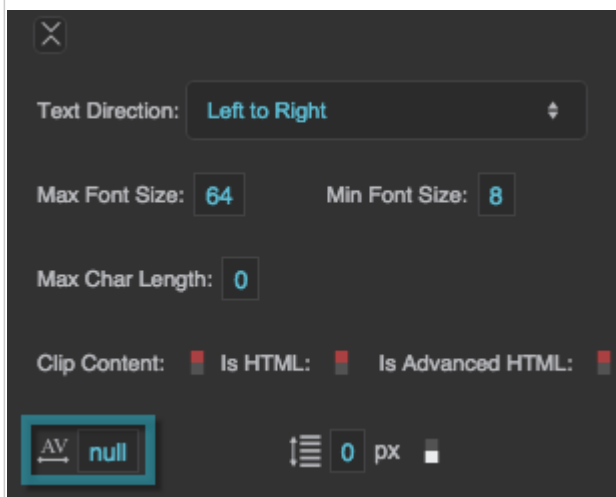 Text Direction: Left to Right
Max Font Size: 64 Min Font Size: 8
Max Char Length: 0
Clip Content: Is HTML: Is Advanced HTML:
AV null 0 px